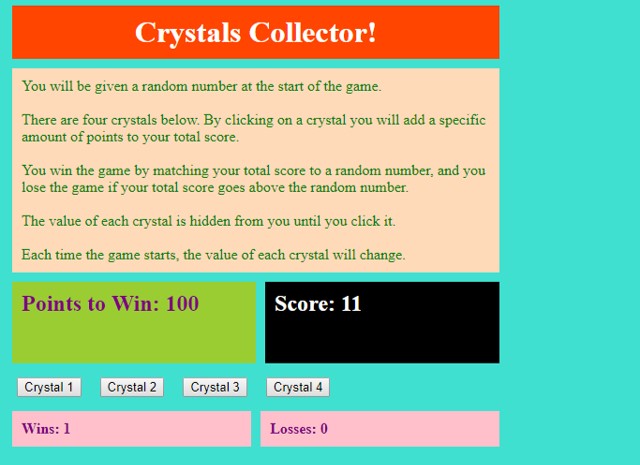 Crystals Collector!
You will be given a random number at the start of the game.
There are four crystals below. By clicking on a crystal you will add a specific
amount of points to your total score.
You win the game by matching your total score to a random number, and you
lose the game if your total score goes above the random number.
The value of each crystal is hidden from you until you click it.
Each time the game starts, the value of each crystal will change.
Points to Win: 100
Score: 11
Crystal 1 Crystal 2 Crystal 3 Crystal 4
Wins: 1
Losses: 0